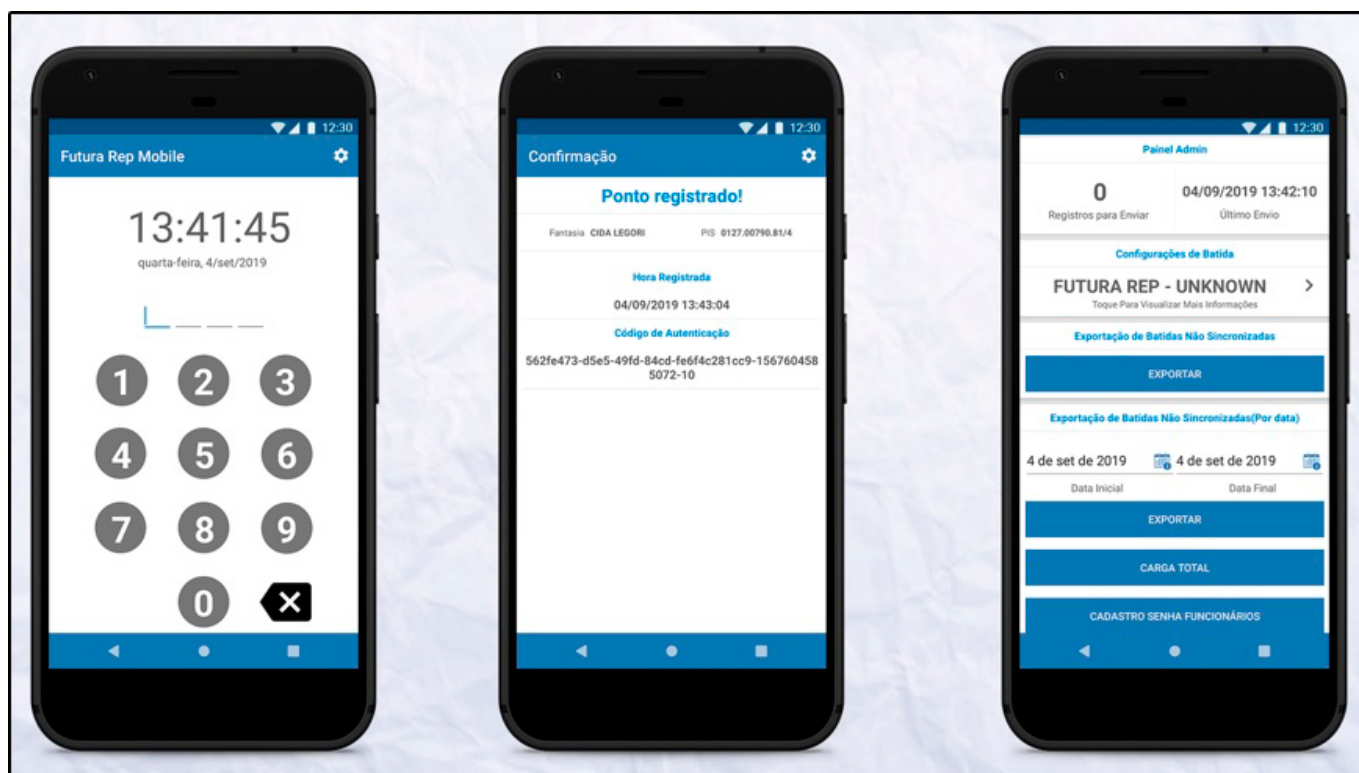 12:30
Futura Rep Mobile
13:41:45
quarta-feira, 4/set/2019
1 2 3
4 5 6
7 8 9
0
12:30
Confirmação
Ponto registrado!
Fantasia CIDA LEGORI PIS 0127.00790.81/4
Hora Registrada
04/09/2019 13:43:04
Código de Autenticação
562fe473-d5e5-49fd-84cd-fe6f4c281cc9-156760458
5072-10
12:30
Painel Admin
0 04/09/2019 13:42:10
Registros para Enviar Último Envio
Configurações de Batida
FUTURA REP - UNKNOWN
Toque Para Visualizar Mais Informações
Exportação de Batidas Não Sincronizadas
EXPORTAR
Exportação de Batidas Não Sincronizadas(Por data)
4 de set de 2019 4 de set de 2019
Data Inicial Data Final
EXPORTAR
CARGA TOTAL
CADASTRO SENHA FUNCIONÁRIOS